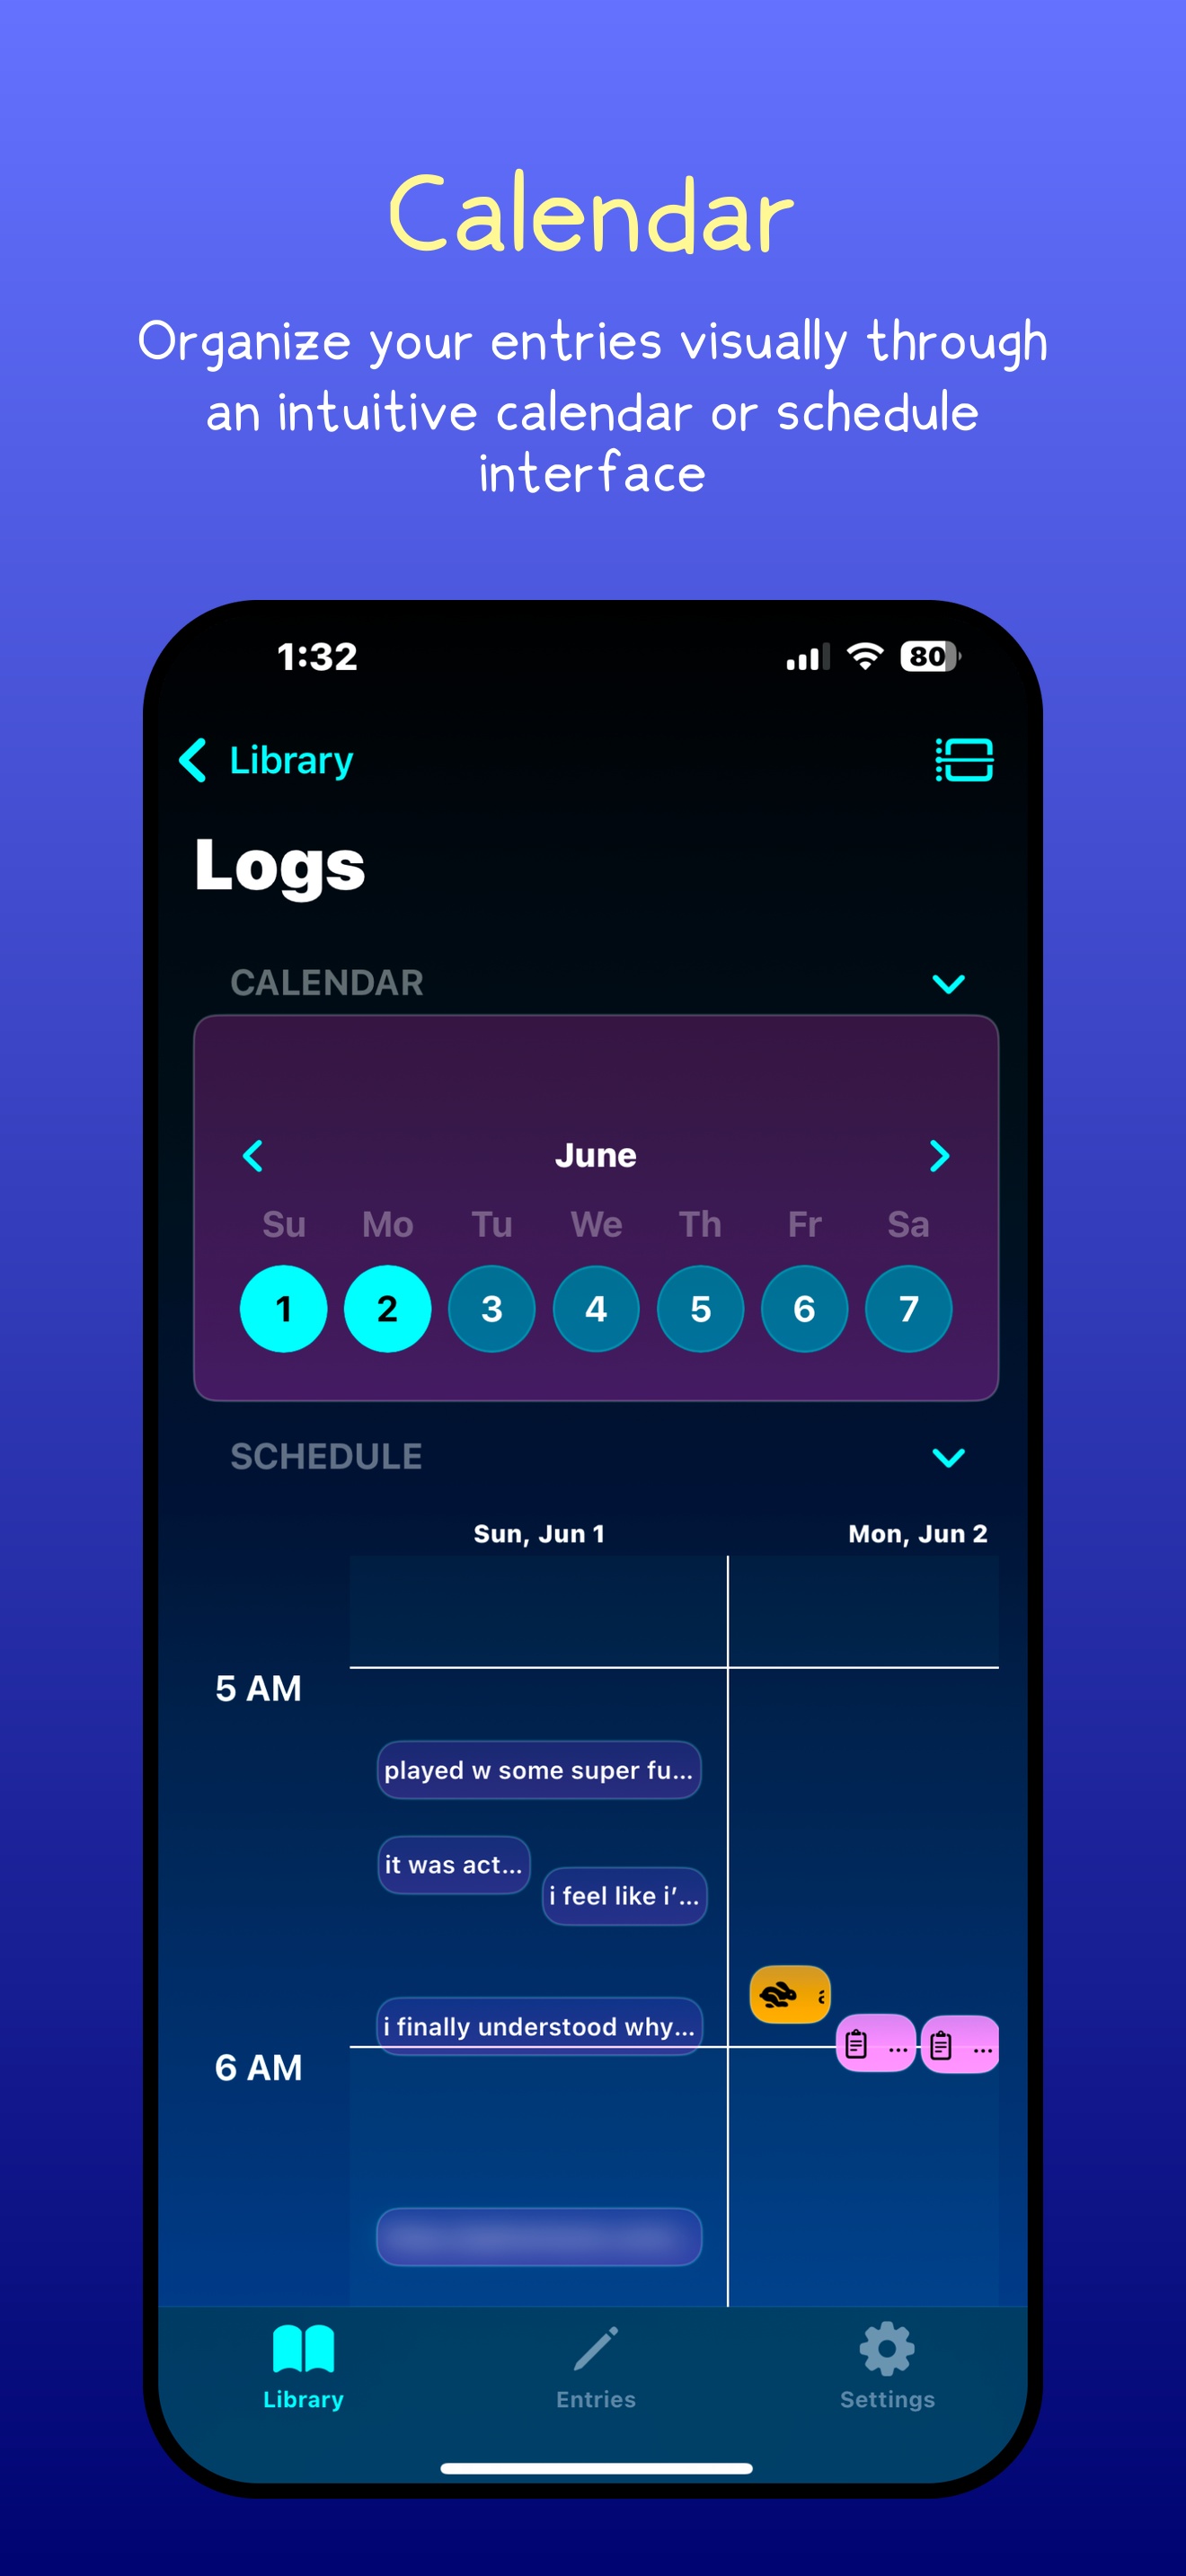 Calendar
Organize your entries visually through
an intuitive calendar or schedule
interface
1:32
80
Library
Logs
CALENDAR
June
Su Mo Tu We Th Fr Sa
1 2 3 4 5 6 7
SCHEDULE
Sun, Jun 1 Mon, Jun 2
5 AM
played w some super fu...
it was act...
i feel like i'...
i finally understood why...
...
...
6 AM
Library Entries Settings